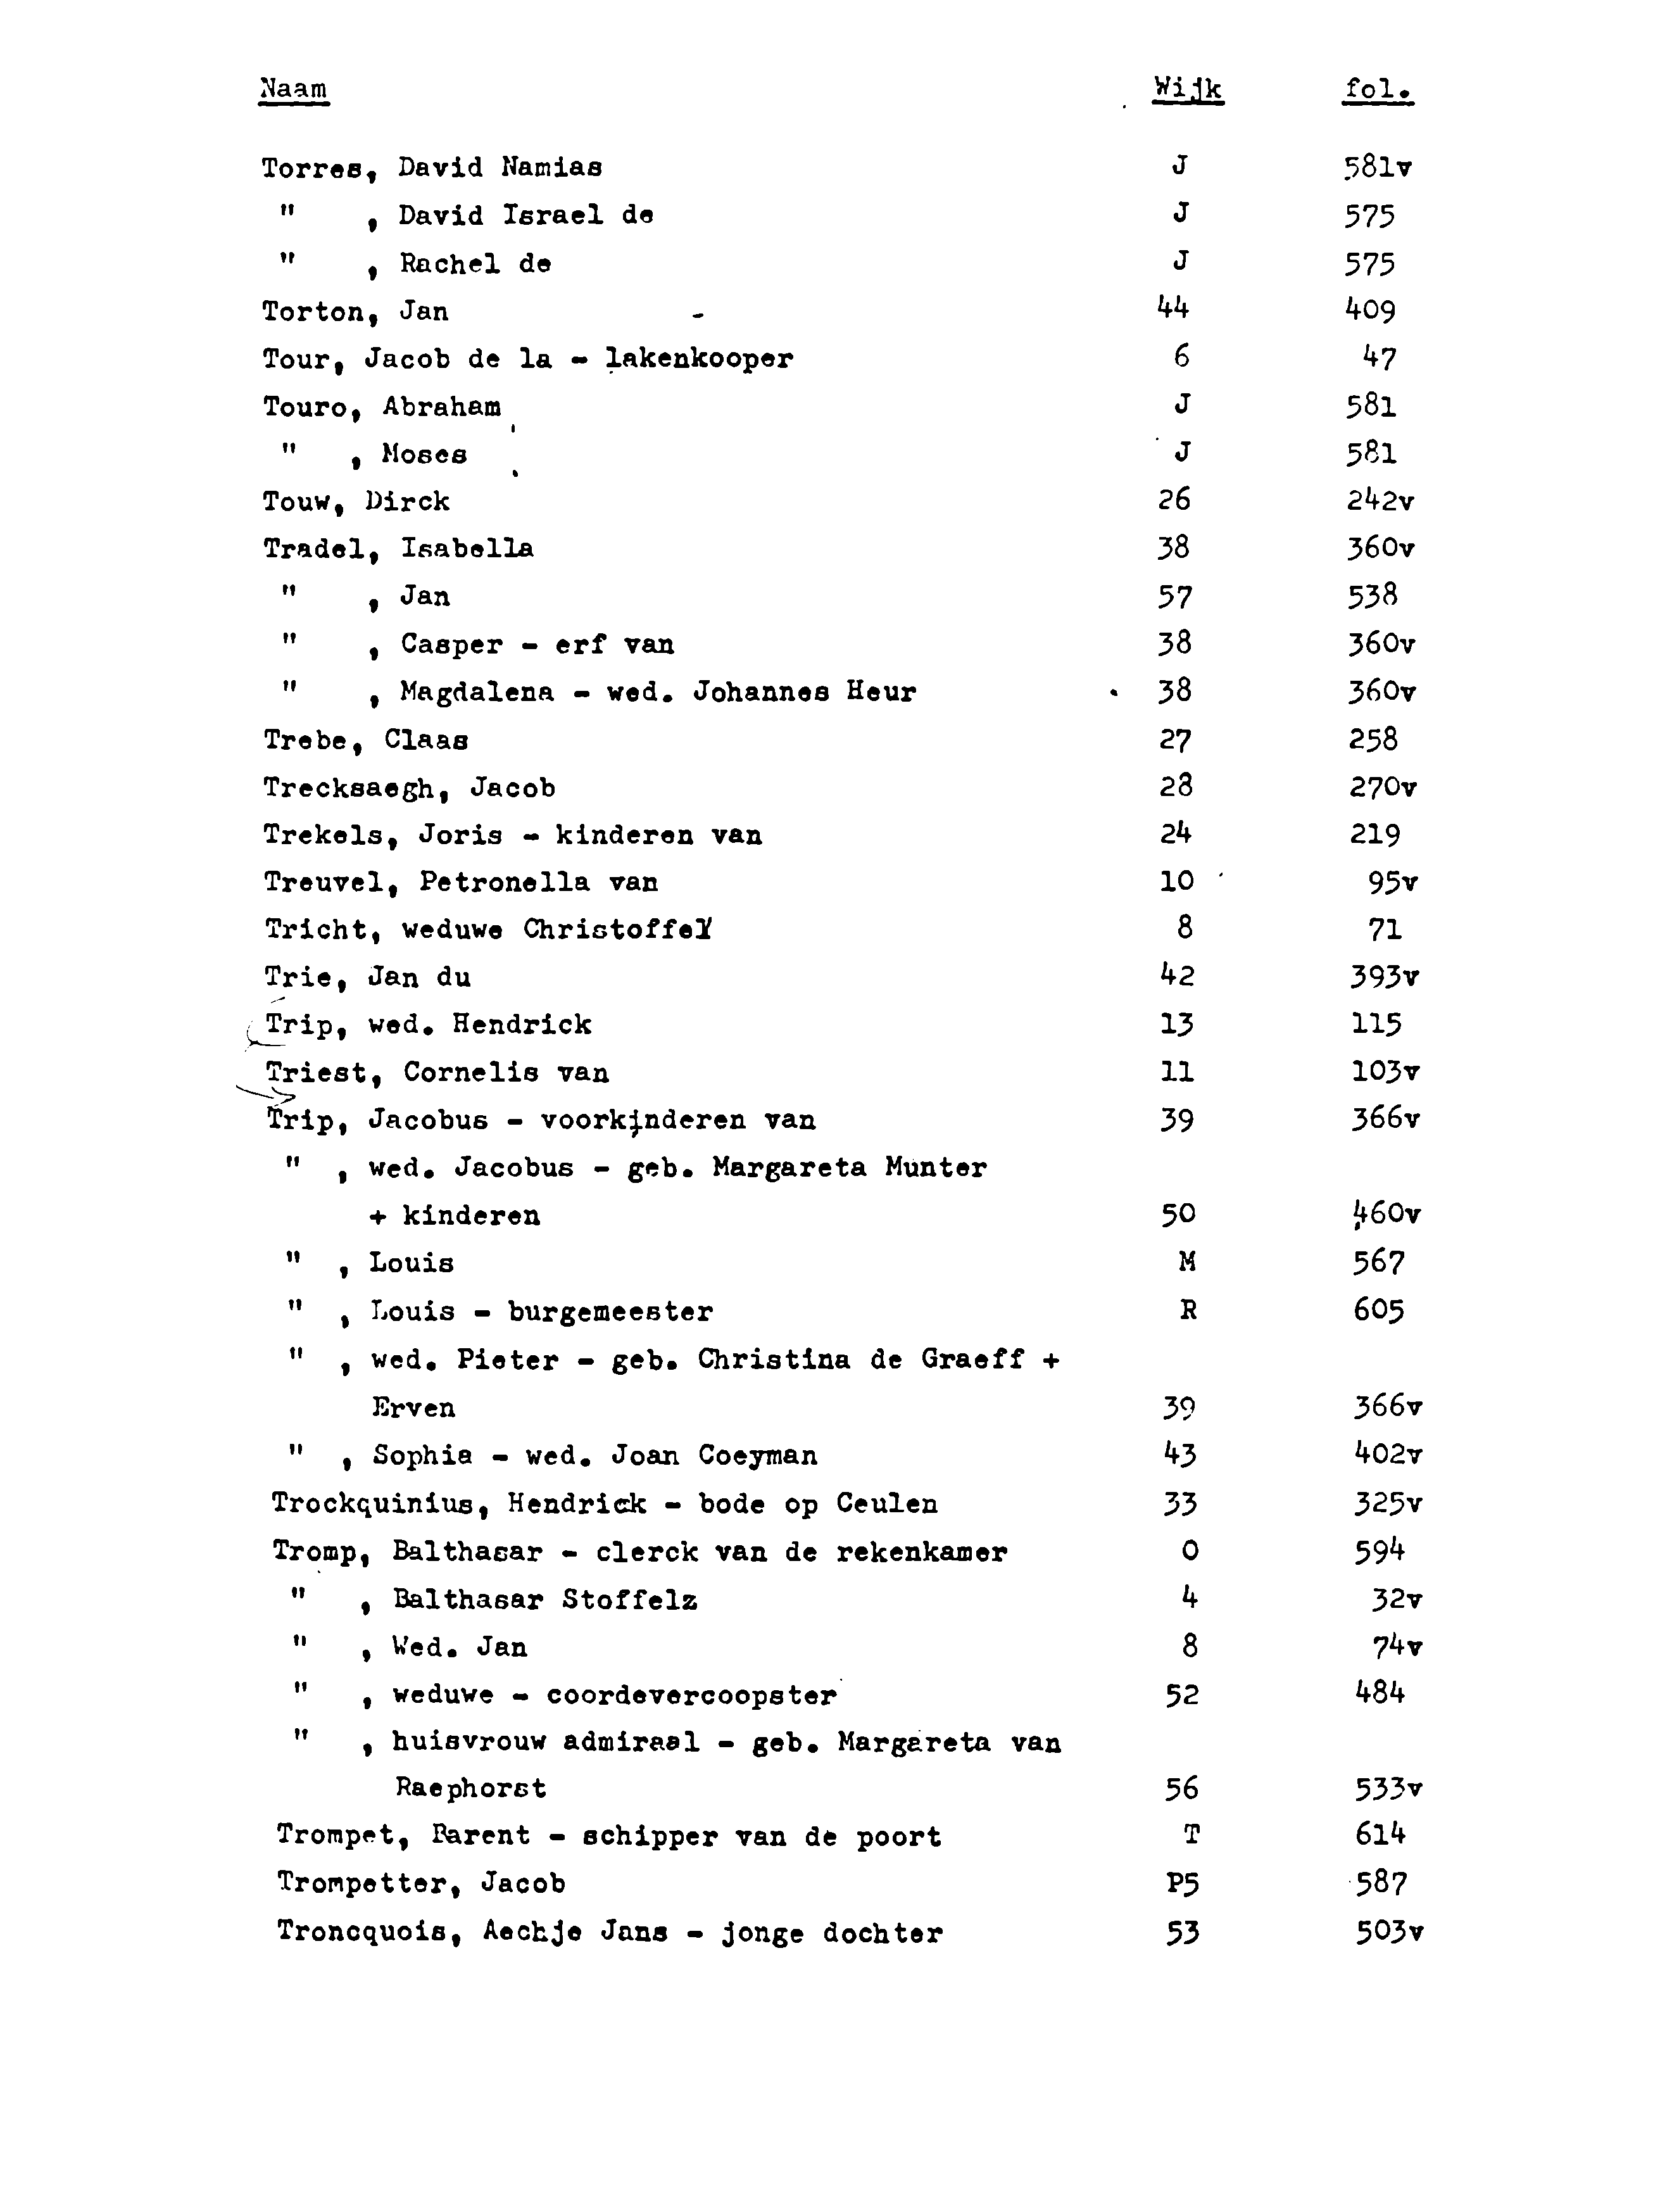 Naam Wijk fol.
Torres, David Namias J 581v
" , David Israel de J 575
" , Rachel de J 575
Torton, Jan - 44 409
Tour, Jacob de la - lakenkooper 6 47
Touro, Abraham J 581
" , Moses J 581
Touw, Dirck 26 242v
Tradel, Isabella 38 360v
" , Jan 57 538
" , Casper - erf van 38 360v
" , Magdalena - wed. Johannes Heur 38 360v
Trebe, Claas 27 258
Trecksaegh, Jacob 28 270v
Trekels, Joris - kinderen van 24 219
Treuvel, Petronella van 10 95v
Tricht, weduwe Christoffel 8 71
Trie, Jan du 42 393v
Trip, wed. Hendrick 13 115
Triest, Cornelis van 11 103v
Trip, Jacobus - voorkinderen van 39 366v
" , wed. Jacobus - geb. Margareta Munter
+ kinderen 50 460v
" , Louis M 567
" , Louis - burgemeester R 605
" , wed. Pieter - geb. Christina de Graeff +
Erven 39 366v
" , Sophia - wed. Joan Coeyman 43 402v
Trockquinius, Hendrick - bode op Ceulen 33 325v
Tromp, Balthasar - clerck van de rekenkamer O 594
" , Balthasar Stoffelz 4 32v
" , Wed. Jan 8 74v
" , weduwe - coordevercoopster 52 484
" , huisvrouw admiraal - geb. Margareta van
Raephorst 56 533v
Trompet, Barent - schipper van de poort T 614
Trompetter, Jacob P5 587
Troncquois, Aechje Jans - jonge dochter 53 503v